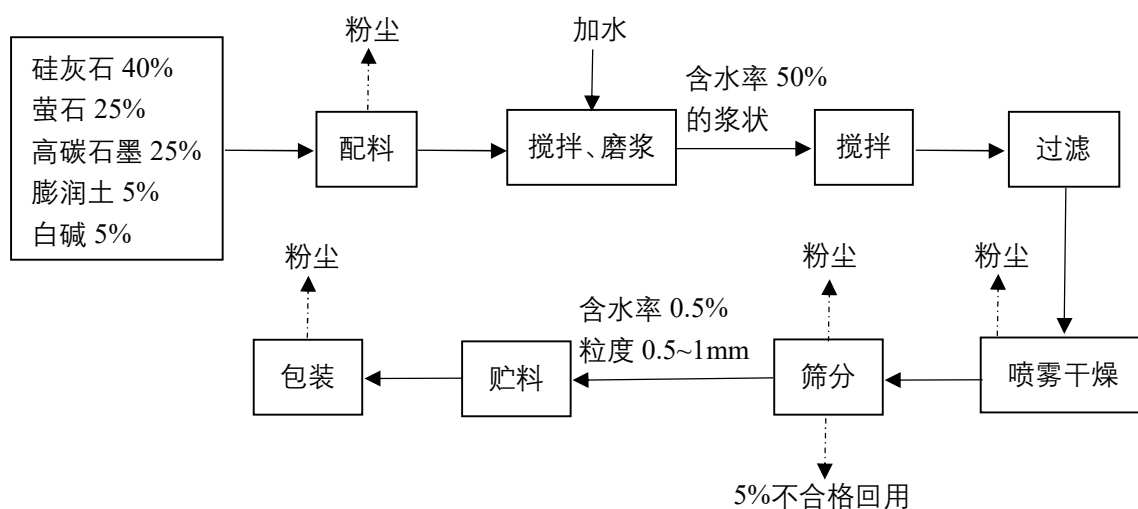 硅灰石 40%
萤石 25%
高碳石墨 25%
膨润土 5%
白碱 5%
粉尘
配料
加水
搅拌、磨浆
含水率 50%
的浆状
搅拌
过滤
粉尘
包装
贮料
含水率 0.5%
粒度 0.5~1mm
粉尘
筛分
5%不合格回用
粉尘
喷雾干燥